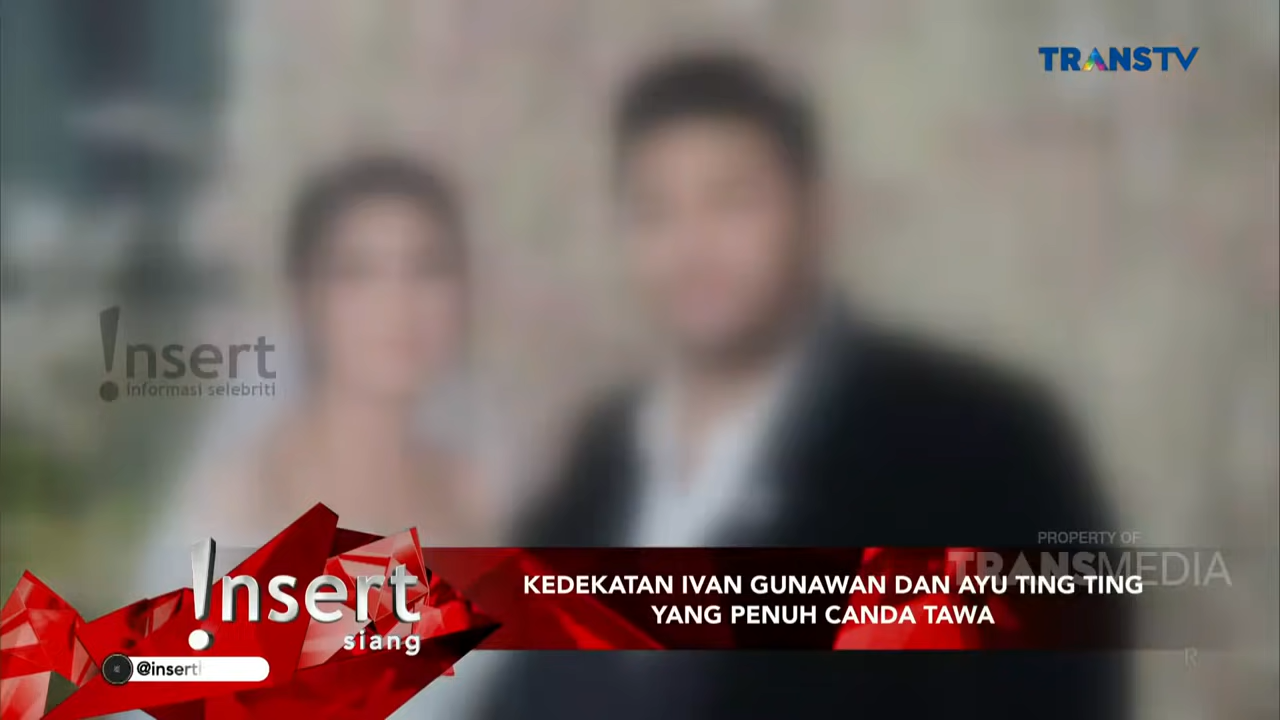 TRANSTV
!nsert
informasi selebriti
PROPERTY OF
TRANSMEDIA
KEDEKATAN IVAN GUNAWAN DAN AYU TING TING
YANG PENUH CANDA TAWA
!nsert
siang
@insert
R